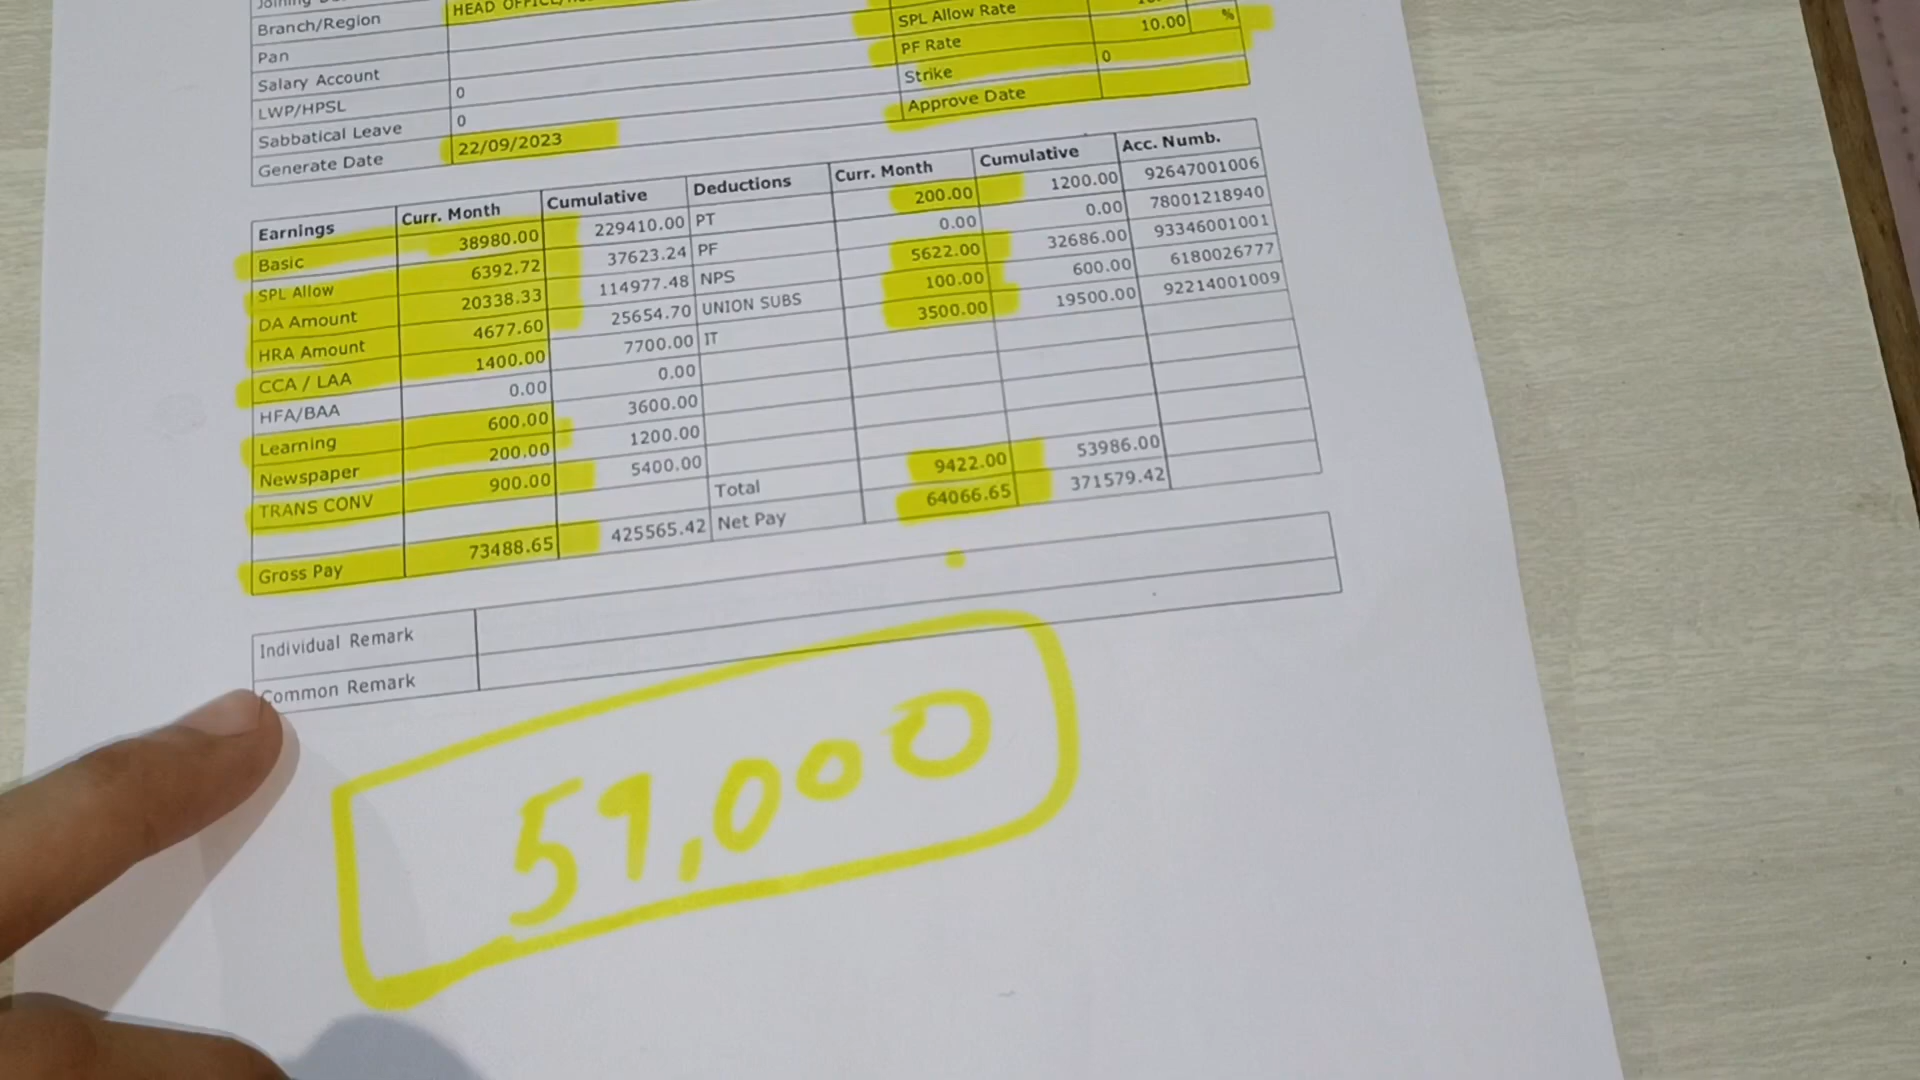 HEAD OFFICE
Branch/Region
Pan
Salary Account
LWP/HPSL 0
Sabbatical Leave 0
Generate Date 22/09/2023
SPL Allow Rate
PF Rate 10.00 %
Strike 0
Approve Date
Earnings Curr. Month Cumulative Deductions Curr. Month Cumulative Acc. Numb.
Basic 38980.00 229410.00 PT 200.00 1200.00 92647001006
SPL Allow 6392.72 37623.24 PF 0.00 0.00 78001218940
DA Amount 20338.33 114977.48 NPS 5622.00 32686.00 93346001001
HRA Amount 4677.60 25654.70 UNION SUBS 100.00 600.00 6180026777
CCA / LAA 1400.00 7700.00 IT 3500.00 19500.00 92214001009
HFA/BAA 0.00 0.00
Learning 600.00 3600.00
Newspaper 200.00 1200.00
TRANS CONV 900.00 5400.00
Total 9422.00 53986.00
Gross Pay 73488.65 425565.42 Net Pay 64066.65 371579.42
Individual Remark
Common Remark